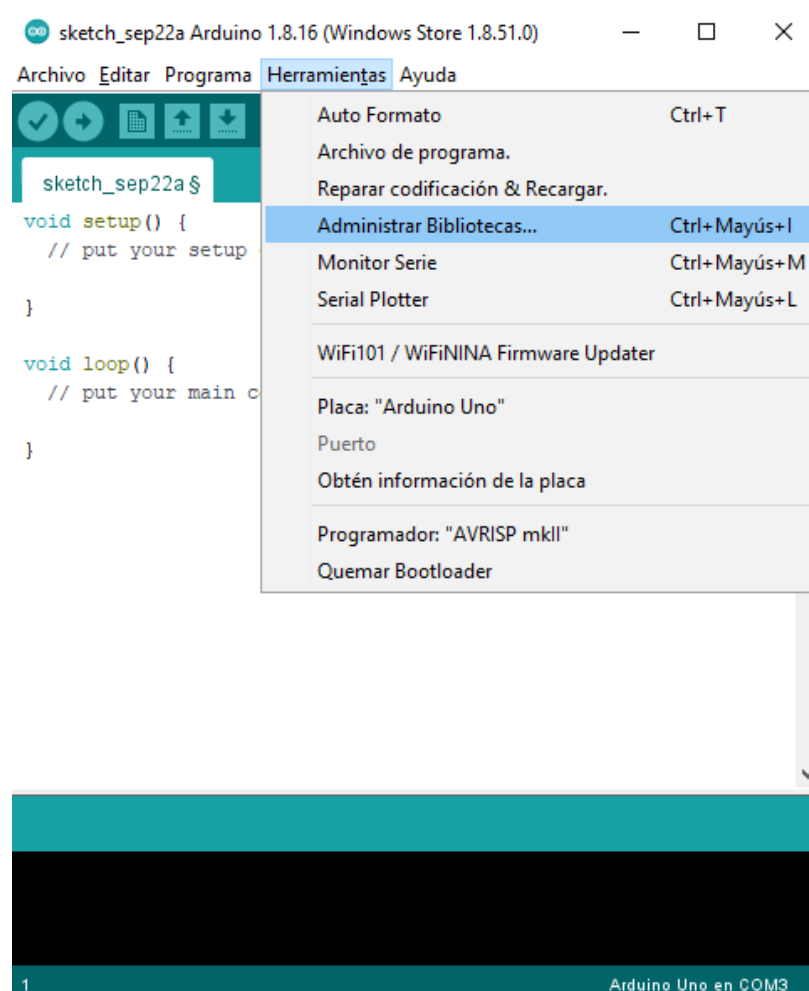 sketch_sep22a Arduino 1.8.16 (Windows Store 1.8.51.0)
Archivo Editar Programa Herramientas Ayuda
sketch_sep22a §
void setup() {
// put your setup
}
void loop() {
// put your main c
}
Auto Formato Ctrl+T
Archivo de programa.
Reparar codificación & Recargar.
Administrar Bibliotecas... Ctrl+Mayús+I
Monitor Serie Ctrl+Mayús+M
Serial Plotter Ctrl+Mayús+L
WiFi101 / WiFiNINA Firmware Updater
Placa: "Arduino Uno"
Puerto
Obtén información de la placa
Programador: "AVRISP mkII"
Quemar Bootloader
1 Arduino Uno en COM3